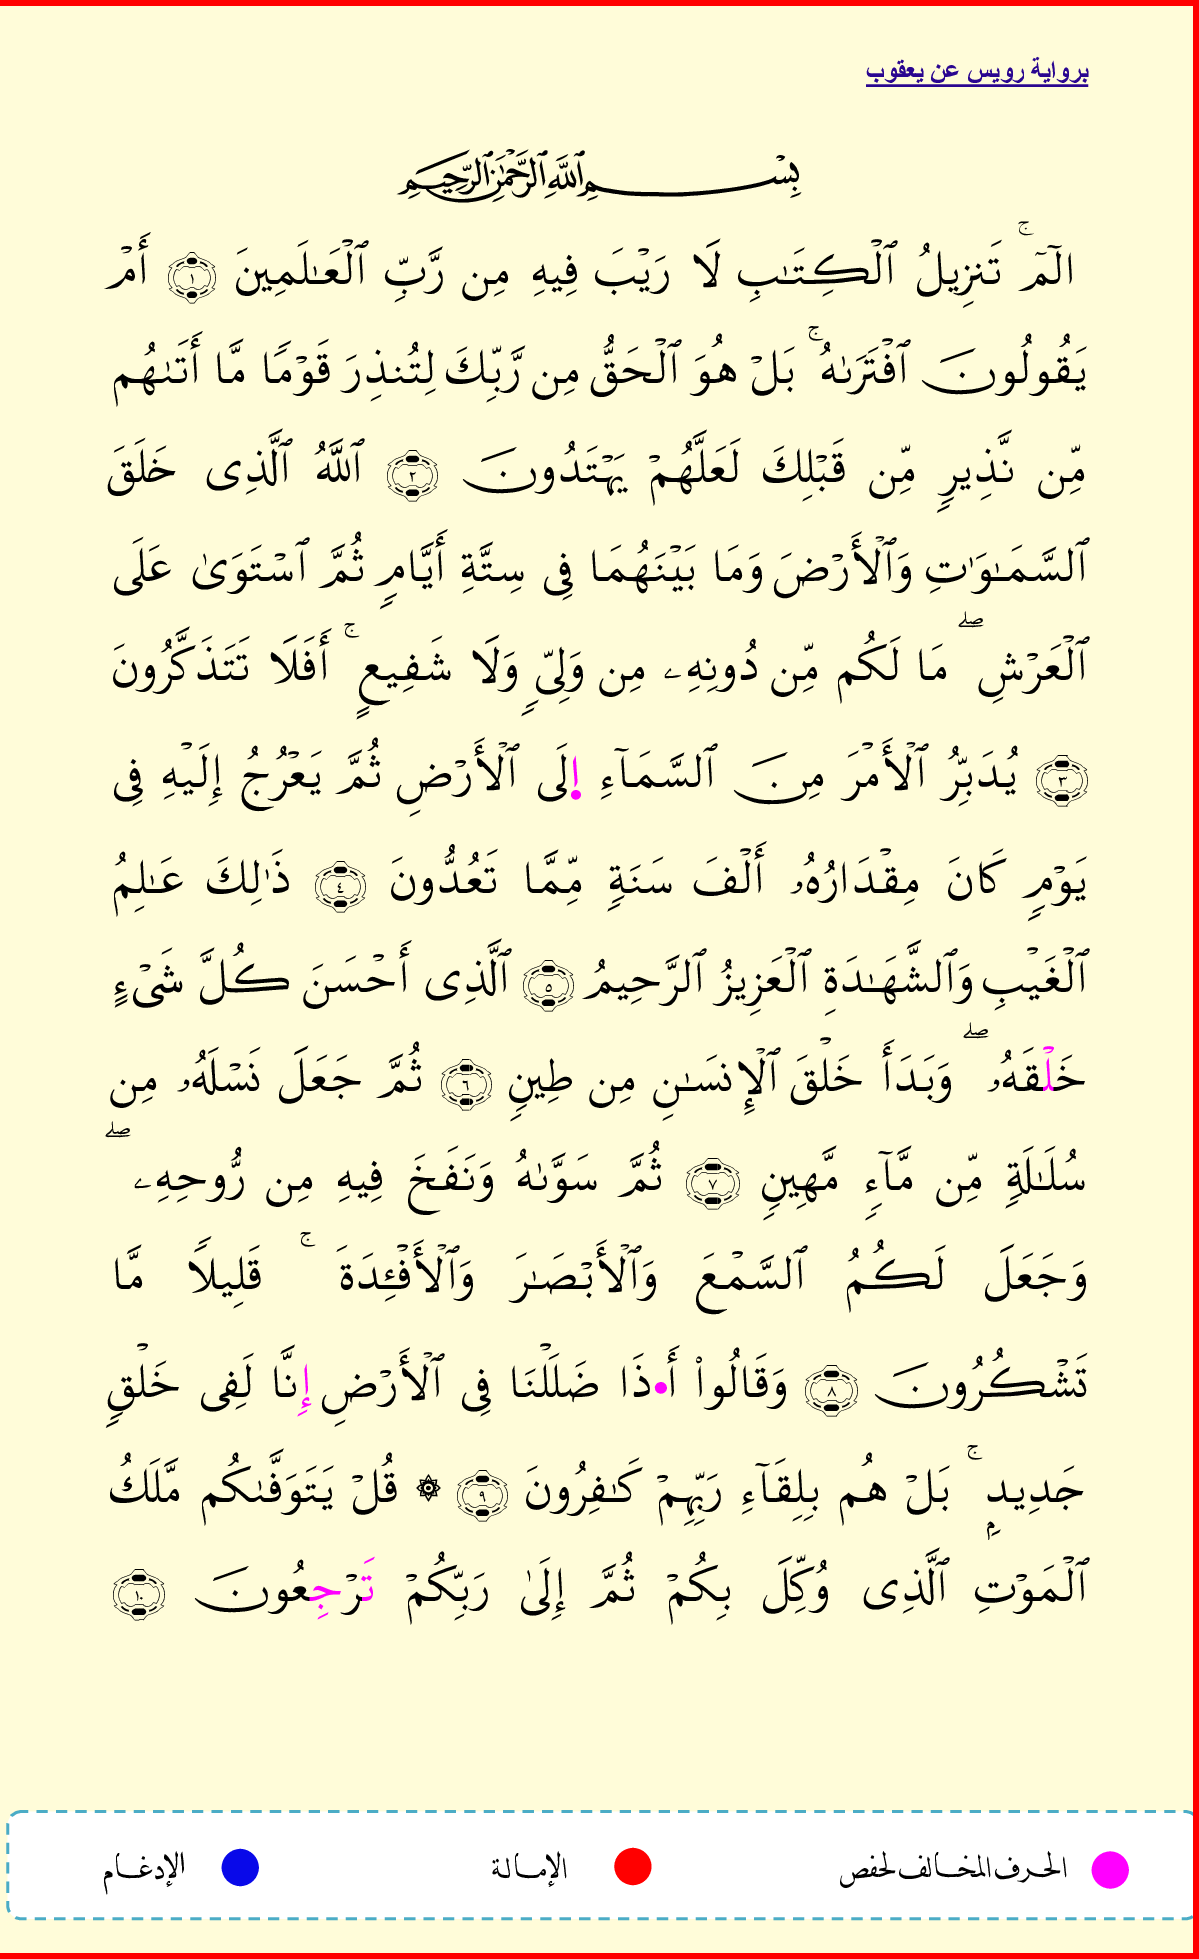 برواية رويس عن يعقوب
بِسْمِ ٱللَّهِ ٱلرَّحْمَٰنِ ٱلرَّحِيمِ
الٓمٓ ۚ تَنزِيلُ ٱلْكِتَٰبِ لَا رَيْبَ فِيهِ مِن رَّبِّ ٱلْعَٰلَمِينَ ١ أَمْ
يَقُولُونَ ٱفْتَرَىٰهُ ۚ بَلْ هُوَ ٱلْحَقُّ مِن رَّبِّكَ لِتُنذِرَ قَوْمًا مَّا أَتَىٰهُم
مِّن نَّذِيرٍ مِّن قَبْلِكَ لَعَلَّهُمْ يَهْتَدُونَ ٢ ٱللَّهُ ٱلَّذِى خَلَقَ
ٱلسَّمَٰوَٰتِ وَٱلْأَرْضَ وَمَا بَيْنَهُمَا فِى سِتَّةِ أَيَّامٍ ثُمَّ ٱسْتَوَىٰ عَلَى
ٱلْعَرْشِ ۖ مَا لَكُم مِّن دُونِهِۦ مِن وَلِىٍّ وَلَا شَفِيعٍ ۚ أَفَلَا تَتَذَكَّرُونَ
٣ يُدَبِّرُ ٱلْأَمْرَ مِنَ ٱلسَّمَآءِ اِلَى ٱلْأَرْضِ ثُمَّ يَعْرُجُ إِلَيْهِ فِى
يَوْمٍ كَانَ مِقْدَارُهُۥ أَلْفَ سَنَةٍ مِّمَّا تَعُدُّونَ ٤ ذَٰلِكَ عَٰلِمُ
ٱلْغَيْبِ وَٱلشَّهَٰدَةِ ٱلْعَزِيزُ ٱلرَّحِيمُ ٥ ٱلَّذِى أَحْسَنَ كُلَّ شَىْءٍ
خَلْقَهُۥ ۖ وَبَدَأَ خَلْقَ ٱلْإِنسَٰنِ مِن طِينٍ ٦ ثُمَّ جَعَلَ نَسْلَهُۥ مِن
سُلَٰلَةٍ مِّن مَّآءٍ مَّهِينٍ ٧ ثُمَّ سَوَّىٰهُ وَنَفَخَ فِيهِ مِن رُّوحِهِۦ ۖ
وَجَعَلَ لَكُمُ ٱلسَّمْعَ وَٱلْأَبْصَٰرَ وَٱلْأَفْـِٔدَةَ ۚ قَلِيلًا مَّا
تَشْكُرُونَ ٨ وَقَالُوا۟ أَ•ذَا ضَلَلْنَا فِى ٱلْأَرْضِ إِنَّا لَفِى خَلْقٍ
جَدِيدٍ ۚ بَلْ هُم بِلِقَآءِ رَبِّهِمْ كَٰفِرُونَ ٩ ۞ قُلْ يَتَوَفَّىٰكُم مَّلَكُ
ٱلْمَوْتِ ٱلَّذِى وُكِّلَ بِكُمْ ثُمَّ إِلَىٰ رَبِّكُمْ تَرْجِعُونَ ١٠
الحرف المخالف لحفص الإمالة الإدغام